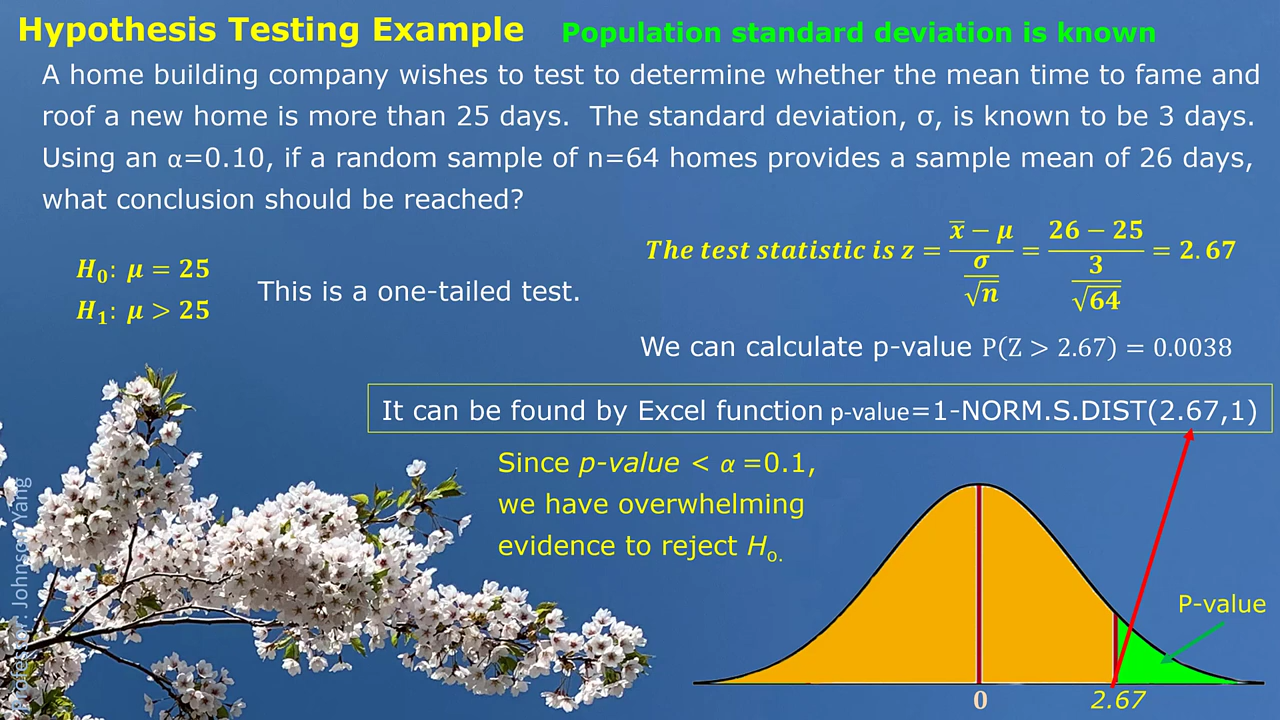 Hypothesis Testing Example
Population standard deviation is known
A home building company wishes to test to determine whether the mean time to fame and
roof a new home is more than 25 days. The standard deviation, σ, is known to be 3 days.
Using an α=0.10, if a random sample of n=64 homes provides a sample mean of 26 days,
what conclusion should be reached?
H₀: μ = 25
H₁: μ > 25
This is a one-tailed test.
The test statistic is z = (x̄ − μ)/(σ/√n) = (26 − 25)/(3/√64) = 2.67
We can calculate p-value P(Z > 2.67) = 0.0038
It can be found by Excel function p-value=1-NORM.S.DIST(2.67,1)
Since p-value < α =0.1,
we have overwhelming
evidence to reject Ho.
P-value
0
2.67
Professor: Johnson Yang